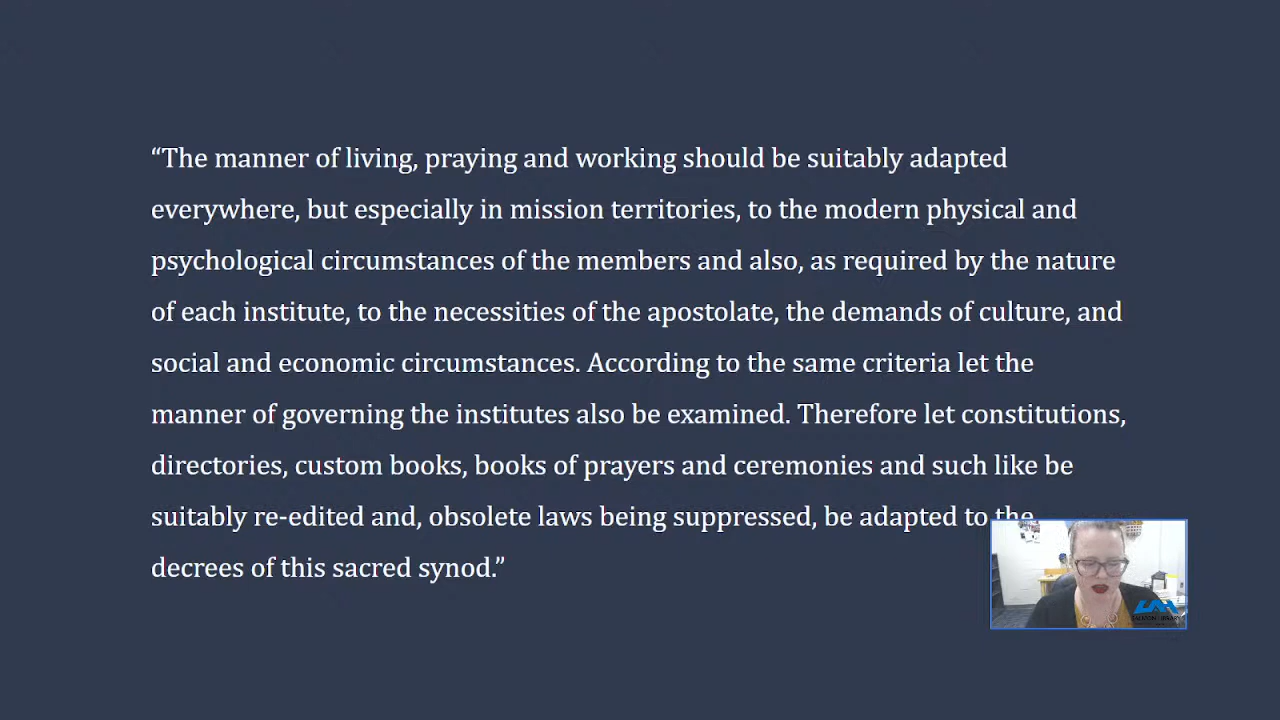 “The manner of living, praying and working should be suitably adapted
everywhere, but especially in mission territories, to the modern physical and
psychological circumstances of the members and also, as required by the nature
of each institute, to the necessities of the apostolate, the demands of culture, and
social and economic circumstances. According to the same criteria let the
manner of governing the institutes also be examined. Therefore let constitutions,
directories, custom books, books of prayers and ceremonies and such like be
suitably re-edited and, obsolete laws being suppressed, be adapted to the
decrees of this sacred synod.”
UAH